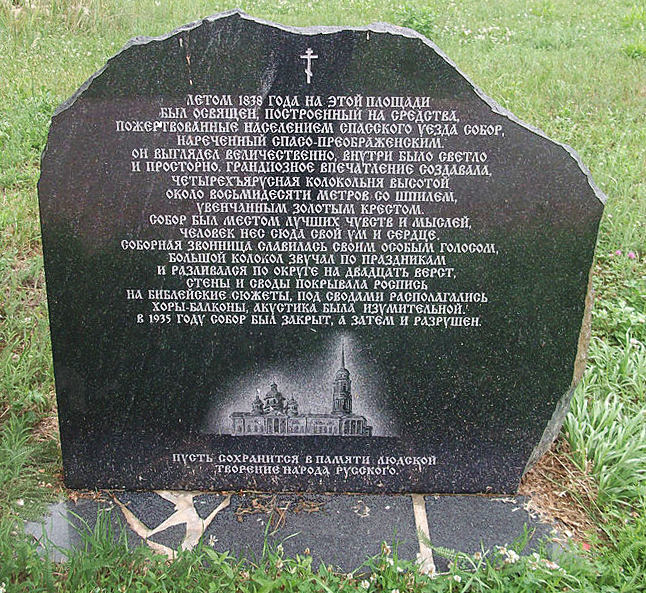 ЛЕТОМ 1838 ГОДА НА ЭТОЙ ПЛОЩАДИ
БЫЛ ОСВЯЩЕН, ПОСТРОЕННЫЙ НА СРЕДСТВА,
ПОЖЕРТВОВАННЫЕ НАСЕЛЕНИЕМ СПАССКОГО УЕЗДА СОБОР,
НАРЕЧЕННЫЙ СПАСО-ПРЕОБРАЖЕНСКИМ.
ОН ВЫГЛЯДЕЛ ВЕЛИЧЕСТВЕННО, ВНУТРИ БЫЛО СВЕТЛО
И ПРОСТОРНО. ГРАНДИОЗНОЕ ВПЕЧАТЛЕНИЕ СОЗДАВАЛА,
ЧЕТЫРЕХЪЯРУСНАЯ КОЛОКОЛЬНЯ ВЫСОТОЙ
ОКОЛО ВОСЬМИДЕСЯТИ МЕТРОВ СО ШПИЛЕМ,
УВЕНЧАННЫМ ЗОЛОТЫМ КРЕСТОМ.
СОБОР БЫЛ МЕСТОМ ЛУЧШИХ ЧУВСТВ И МЫСЛЕЙ,
ЧЕЛОВЕК НЕС СЮДА СВОЙ УМ И СЕРДЦЕ.
СОБОРНАЯ ЗВОННИЦА СЛАВИЛАСЬ СВОИМ ОСОБЫМ ГОЛОСОМ,
БОЛЬШОЙ КОЛОКОЛ ЗВУЧАЛ ПО ПРАЗДНИКАМ
И РАЗЛИВАЛСЯ ПО ОКРУГЕ НА ДВАДЦАТЬ ВЕРСТ,
СТЕНЫ И СВОДЫ ПОКРЫВАЛА РОСПИСЬ
НА БИБЛЕЙСКИЕ СЮЖЕТЫ, ПОД СВОДАМИ РАСПОЛАГАЛИСЬ
ХОРЫ-БАЛКОНЫ, АКУСТИКА БЫЛА ИЗУМИТЕЛЬНОЙ.
В 1935 ГОДУ СОБОР БЫЛ ЗАКРЫТ, А ЗАТЕМ И РАЗРУШЕН.
ПУСТЬ СОХРАНИТСЯ В ПАМЯТИ ЛЮДСКОЙ
ТВОРЕНИЕ НАРОДА РУССКОГО.